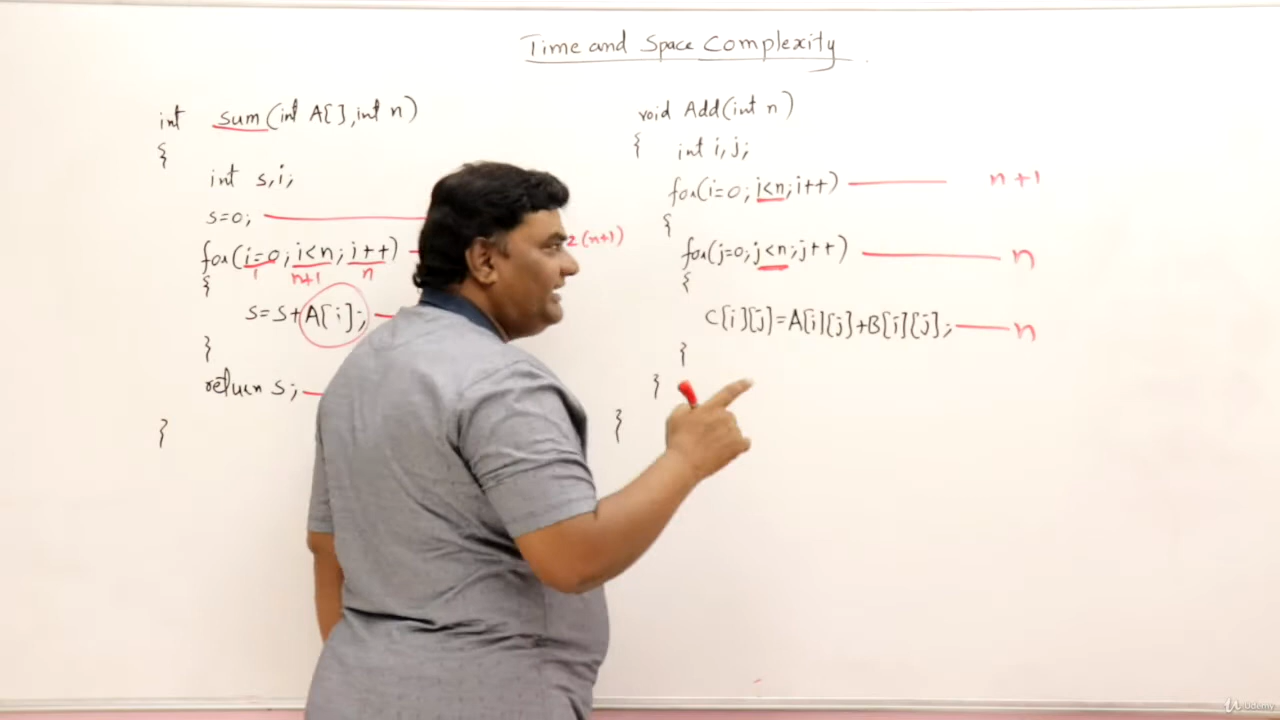 Time and Space Complexity
int sum(int A[],int n)
{
int s,i;
s=0;
for(i=0; i<n; i++)
1 n+1 n
2(n+1)
{
s=s+A[i];
}
return s;
}
void Add(int n)
{ int i,j;
for(i=0; i<n; i++) n+1
{
for(j=0; j<n; j++) n
{
C[i][j]=A[i][j]+B[i][j]; n
}
}
}
Udemy